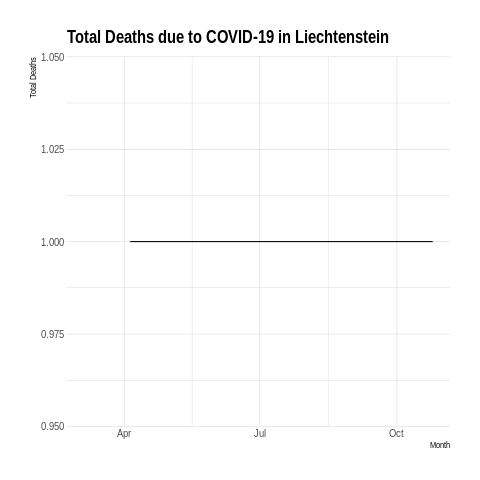 Total Deaths due to COVID-19 in Liechtenstein
Total Deaths
1.050
1.025
1.000
0.975
0.950
Apr Jul Oct
Month